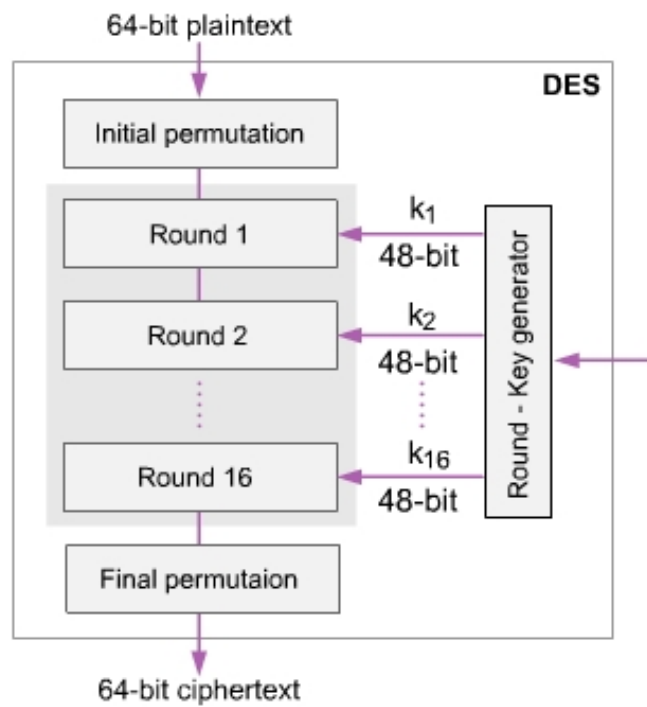 64-bit plaintext
DES
Initial permutation
Round 1
k₁
48-bit
Round 2
k₂
48-bit
Round 16
k₁₆
48-bit
Round - Key generator
Final permutaion
64-bit ciphertext